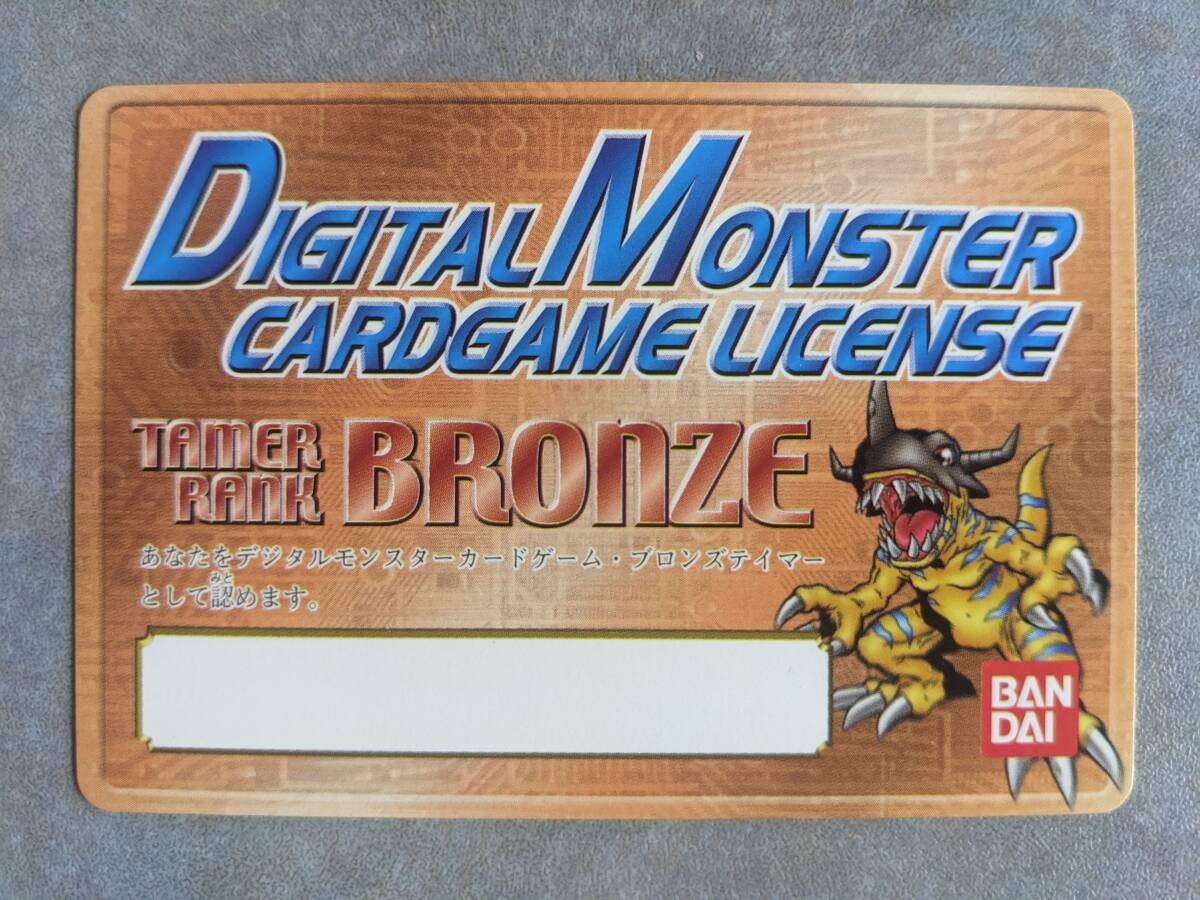 DIGITAL MONSTER
CARDGAME LICENSE
TAMER
RANK
BRONZE
あなたをデジタルモンスターカードゲーム・ブロンズテイマー
みと
として認めます。
BAN
DAI